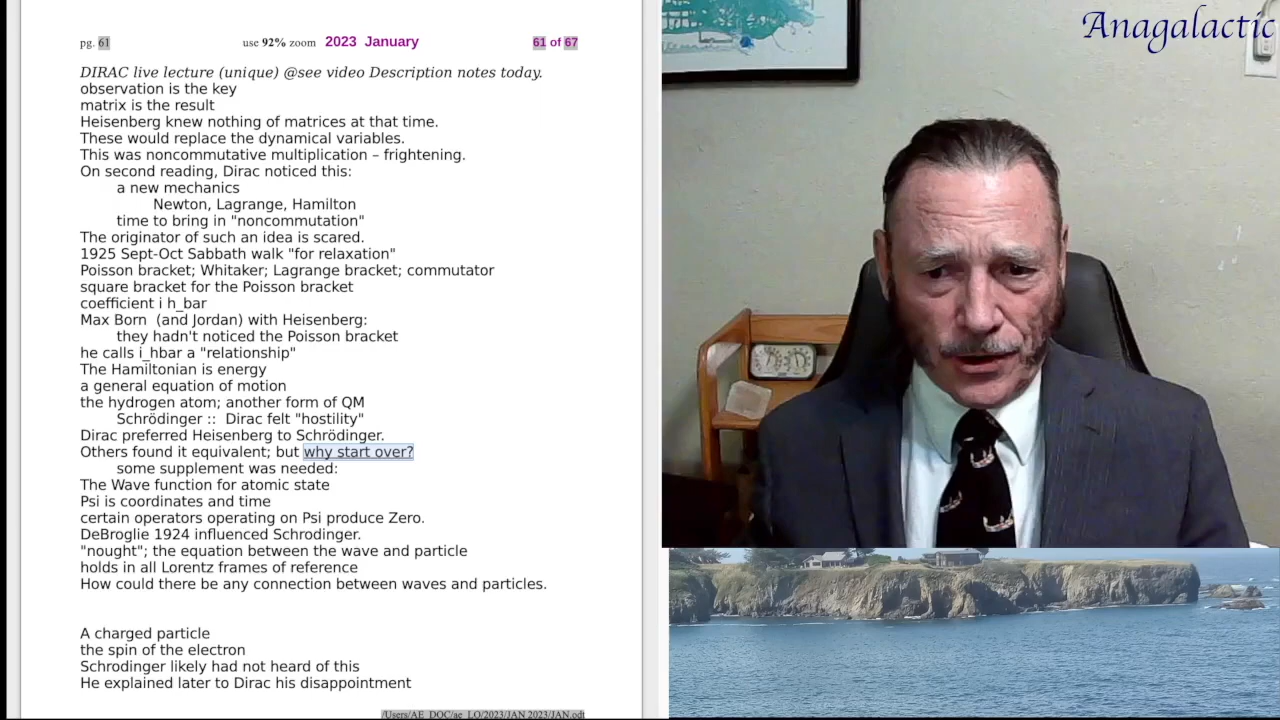 pg. 61 use 92% zoom 2023 January 61 of 67
DIRAC live lecture (unique) @see video Description notes today.
observation is the key
matrix is the result
Heisenberg knew nothing of matrices at that time.
These would replace the dynamical variables.
This was noncommutative multiplication – frightening.
On second reading, Dirac noticed this:
a new mechanics
Newton, Lagrange, Hamilton
time to bring in "noncommutation"
The originator of such an idea is scared.
1925 Sept-Oct Sabbath walk "for relaxation"
Poisson bracket; Whitaker; Lagrange bracket; commutator
square bracket for the Poisson bracket
coefficient i h_bar
Max Born (and Jordan) with Heisenberg:
they hadn't noticed the Poisson bracket
he calls i_hbar a "relationship"
The Hamiltonian is energy
a general equation of motion
the hydrogen atom; another form of QM
Schrödinger :: Dirac felt "hostility"
Dirac preferred Heisenberg to Schrödinger.
Others found it equivalent; but why start over?
some supplement was needed:
The Wave function for atomic state
Psi is coordinates and time
certain operators operating on Psi produce Zero.
DeBroglie 1924 influenced Schrodinger.
"nought"; the equation between the wave and particle
holds in all Lorentz frames of reference
How could there be any connection between waves and particles.
A charged particle
the spin of the electron
Schrodinger likely had not heard of this
He explained later to Dirac his disappointment
/Users/AE_DOC/ae_LO/2023/JAN 2023/JAN.odt
Anagalactic